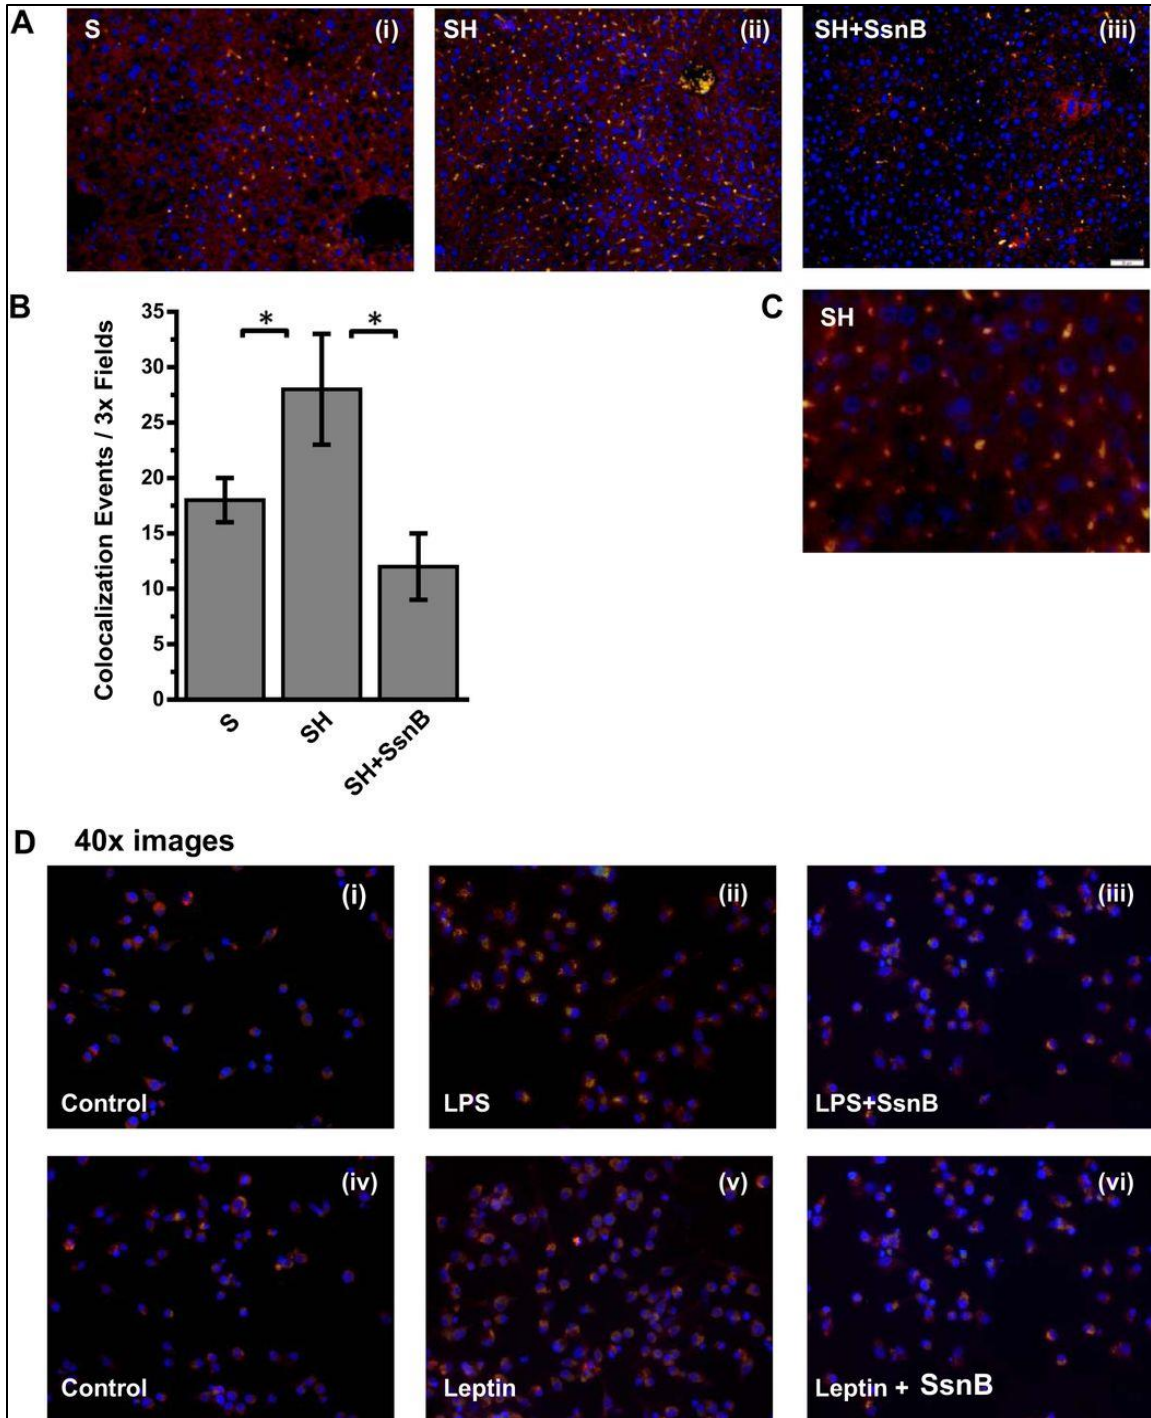 A
S (i)
SH (ii)
SH+SsnB (iii)
B
Colocalization Events / 3x Fields
35
30
25
20
15
10
5
0
* *
S
SH
SH+SsnB
C
SH
D 40x images
(i)
Control
(ii)
LPS
(iii)
LPS+SsnB
(iv)
Control
(v)
Leptin
(vi)
Leptin + SsnB